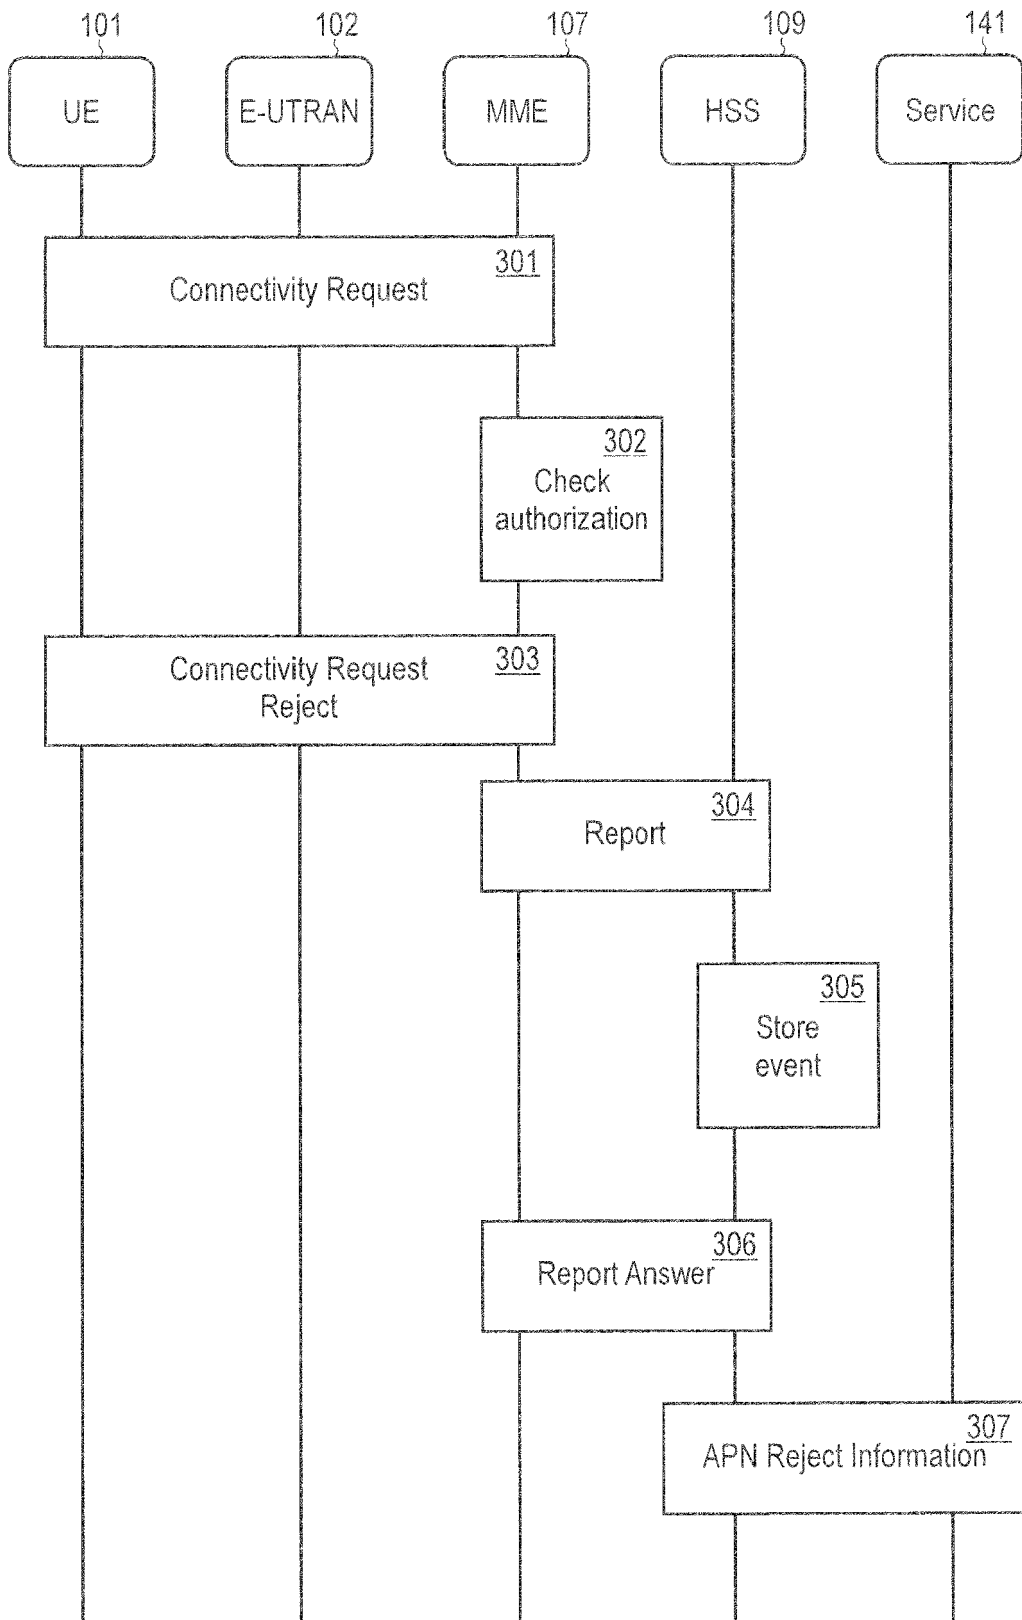 101 102 107 109 141
UE E-UTRAN MME HSS Service
301
Connectivity Request
302
Check
authorization
303
Connectivity Request
Reject
304
Report
305
Store
event
306
Report Answer
307
APN Reject Information